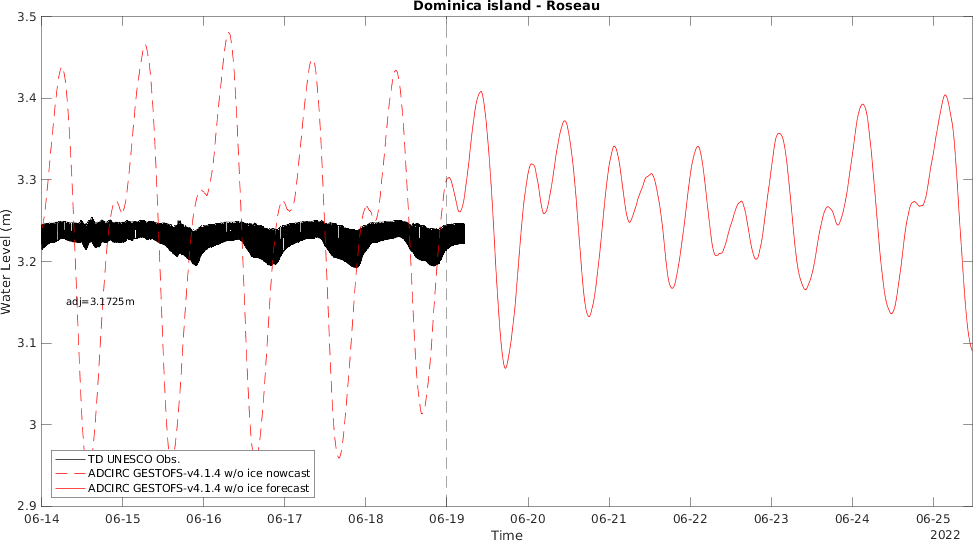 Dominica island - Roseau
3.5
3.4
3.3
3.2
3.1
3
2.9
Water Level (m)
adj=3.1725m
TD UNESCO Obs.
ADCIRC GESTOFS-v4.1.4 w/o ice nowcast
ADCIRC GESTOFS-v4.1.4 w/o ice forecast
06-14 06-15 06-16 06-17 06-18 06-19 06-20 06-21 06-22 06-23 06-24 06-25
Time
2022